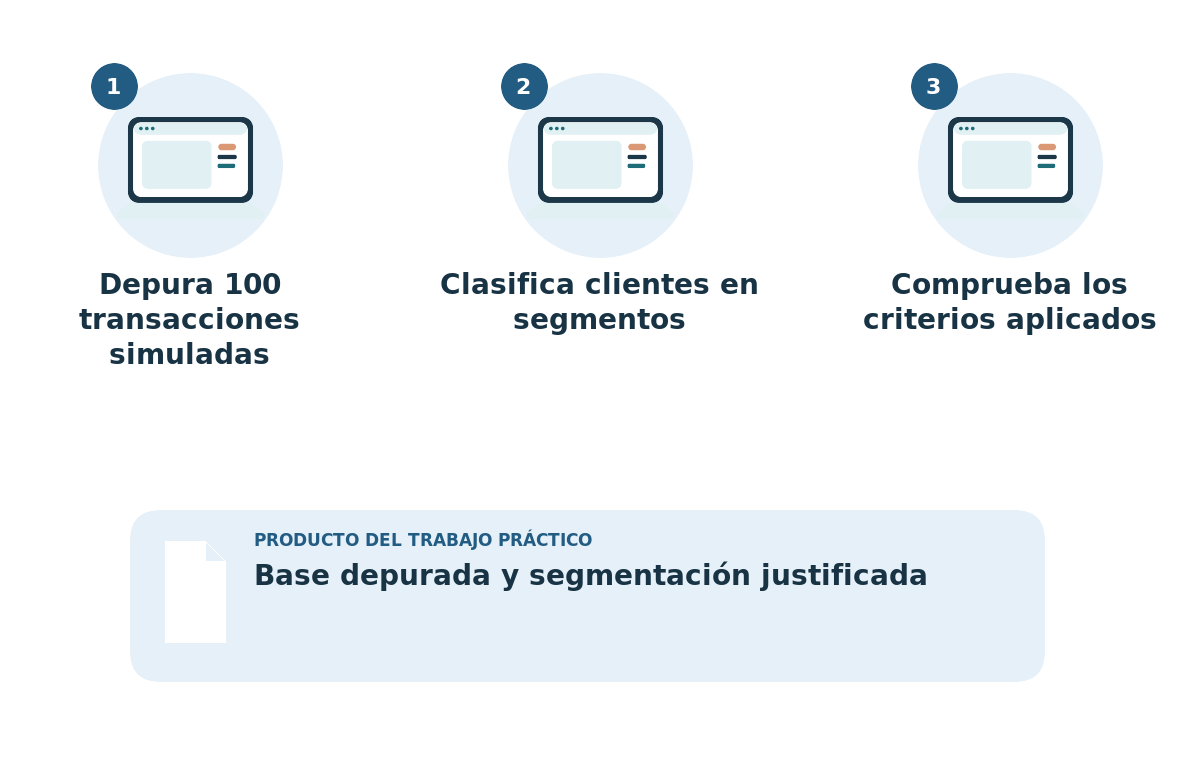 1
Depura 100
transacciones
simuladas
2
Clasifica clientes en
segmentos
3
Comprueba los
criterios aplicados
PRODUCTO DEL TRABAJO PRÁCTICO
Base depurada y segmentación justificada